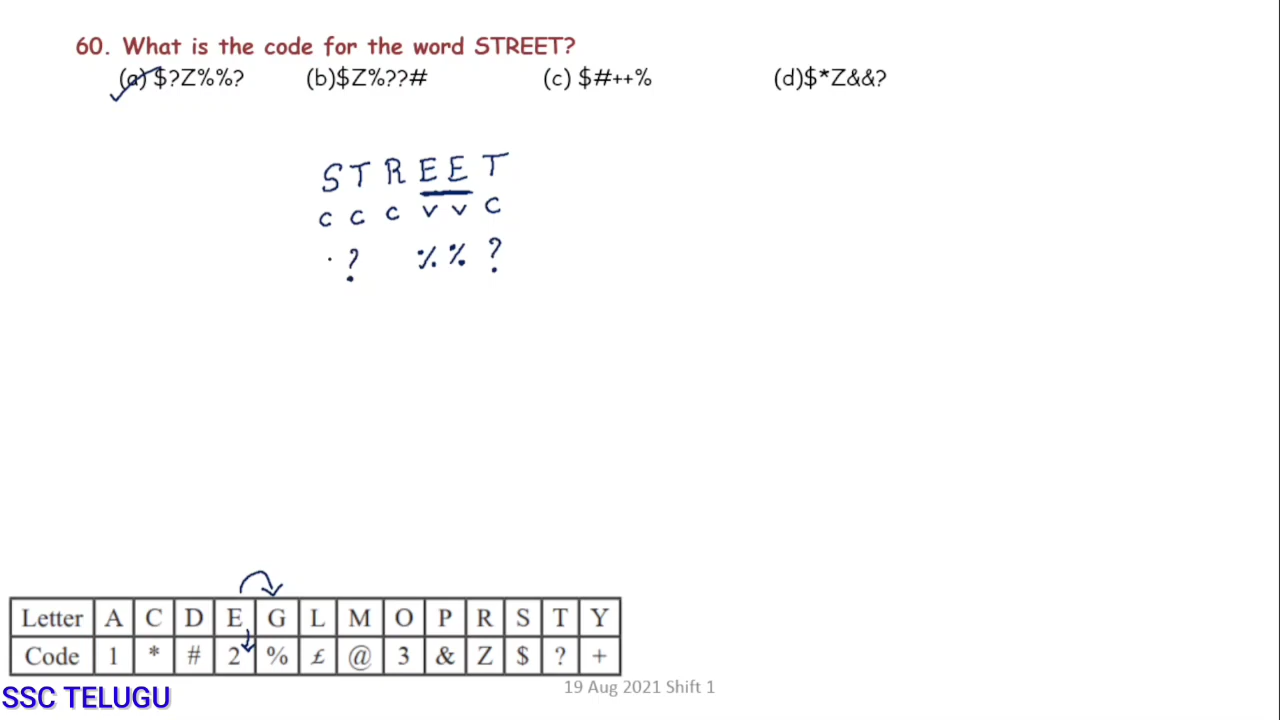 60. What is the code for the word STREET?
(a) $?Z%%? (b)$Z%??# (c) $#++% (d)$*Z&&?
S T R E E T
C C C V V C
? % % ?
Letter A C D E G L M O P R S T Y
Code 1 * # 2 % £ @ 3 & Z $ ? +
19 Aug 2021 Shift 1
SSC TELUGU